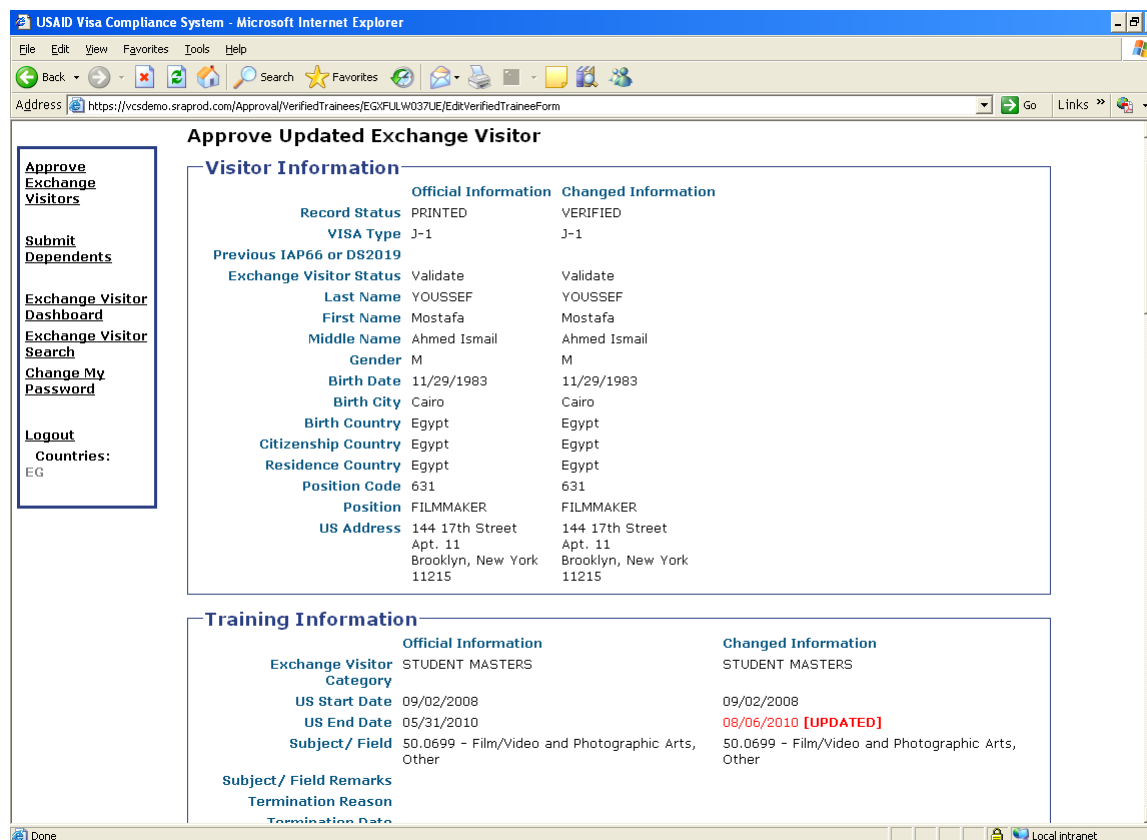 USAID Visa Compliance System - Microsoft Internet Explorer
File Edit View Favorites Tools Help
Back Search Favorites
Address https://vcsdemo.sraprod.com/Approval/VerifiedTrainees/EGXFULW037UE/EditVerifiedTraineeForm Go Links »
Approve Exchange Visitors
Submit Dependents
Exchange Visitor Dashboard
Exchange Visitor Search
Change My Password
Logout
Countries:
EG
Approve Updated Exchange Visitor
Visitor Information
Official Information Changed Information
Record Status PRINTED VERIFIED
VISA Type J-1 J-1
Previous IAP66 or DS2019
Exchange Visitor Status Validate Validate
Last Name YOUSSEF YOUSSEF
First Name Mostafa Mostafa
Middle Name Ahmed Ismail Ahmed Ismail
Gender M M
Birth Date 11/29/1983 11/29/1983
Birth City Cairo Cairo
Birth Country Egypt Egypt
Citizenship Country Egypt Egypt
Residence Country Egypt Egypt
Position Code 631 631
Position FILMMAKER FILMMAKER
US Address 144 17th Street 144 17th Street
Apt. 11 Apt. 11
Brooklyn, New York Brooklyn, New York
11215 11215
Training Information
Official Information Changed Information
Exchange Visitor STUDENT MASTERS STUDENT MASTERS
Category
US Start Date 09/02/2008 09/02/2008
US End Date 05/31/2010 08/06/2010 [UPDATED]
Subject/ Field 50.0699 - Film/Video and Photographic Arts, 50.0699 - Film/Video and Photographic Arts,
Other Other
Subject/ Field Remarks
Termination Reason
Termination Date
Done Local intranet